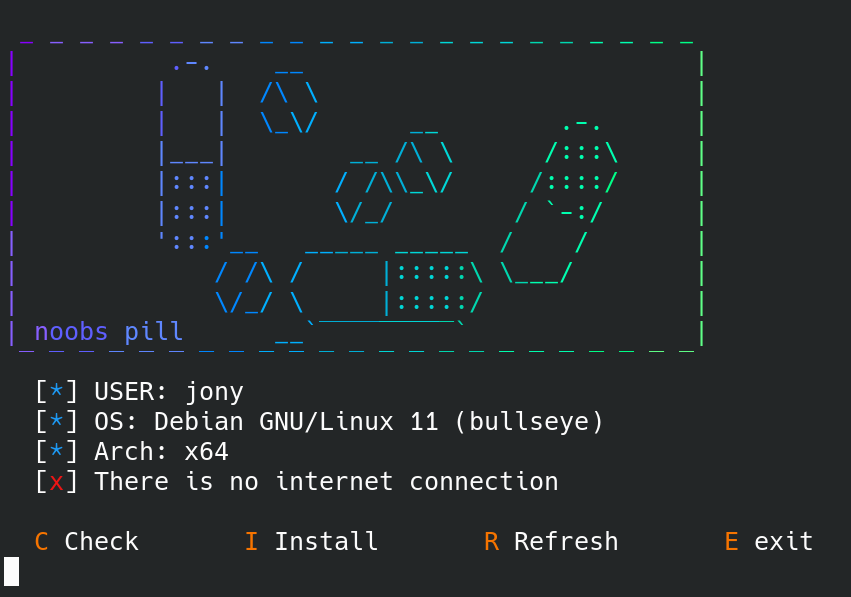 noobs pill
[*] USER: jony
[*] OS: Debian GNU/Linux 11 (bullseye)
[*] Arch: x64
[x] There is no internet connection
C Check I Install R Refresh E exit